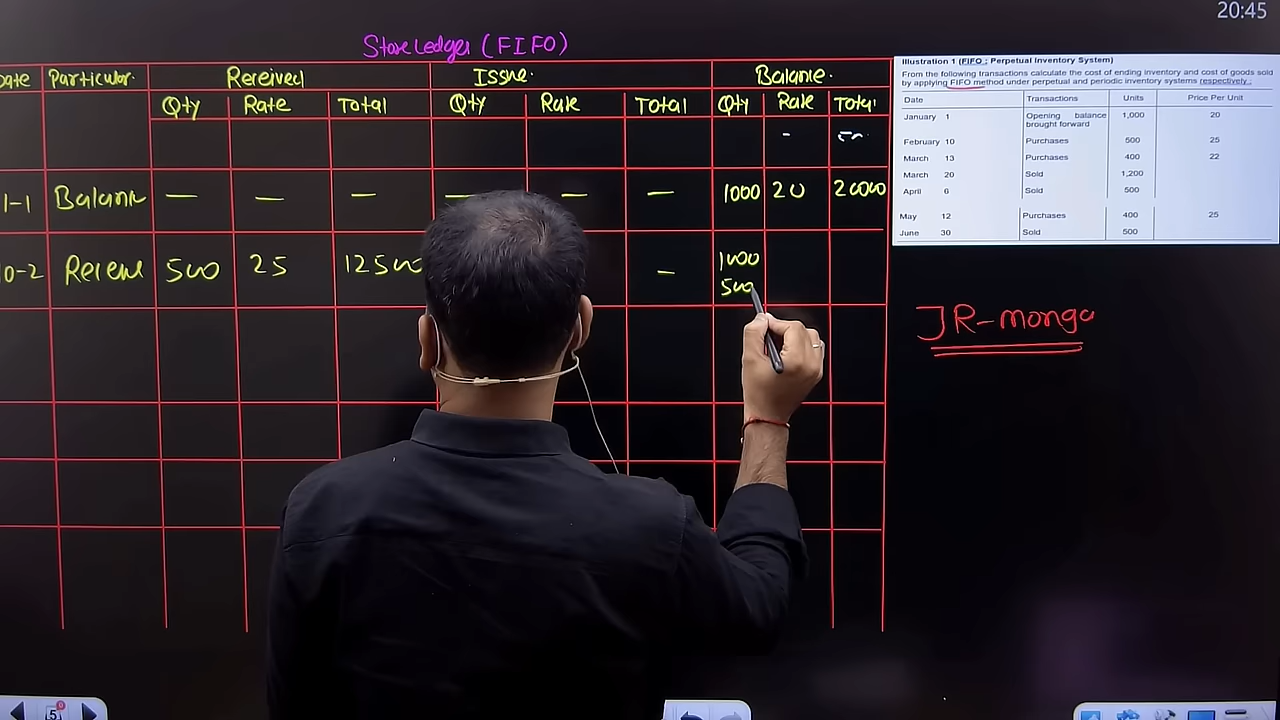 20:45
Store Ledger (FIFO)
Date Particular Received Issue. Balance.
Qty Rate Total Qty Rate Total Qty Rate Total
1-1 Balance — — — — — — 1000 20 20000
10-2 Receive 500 25 12500 — 1000
500
Illustration 1 (FIFO : Perpetual Inventory System)
From the following transactions calculate the cost of ending inventory and cost of goods sold
by applying FIFO method under perpetual and periodic inventory systems respectively :
Date Transactions Units Price Per Unit
January 1 Opening balance 1,000 20
brought forward
February 10 Purchases 500 25
March 13 Purchases 400 22
March 20 Sold 1,200
April 6 Sold 500
May 12 Purchases 400 25
June 30 Sold 500
JR-monga
5